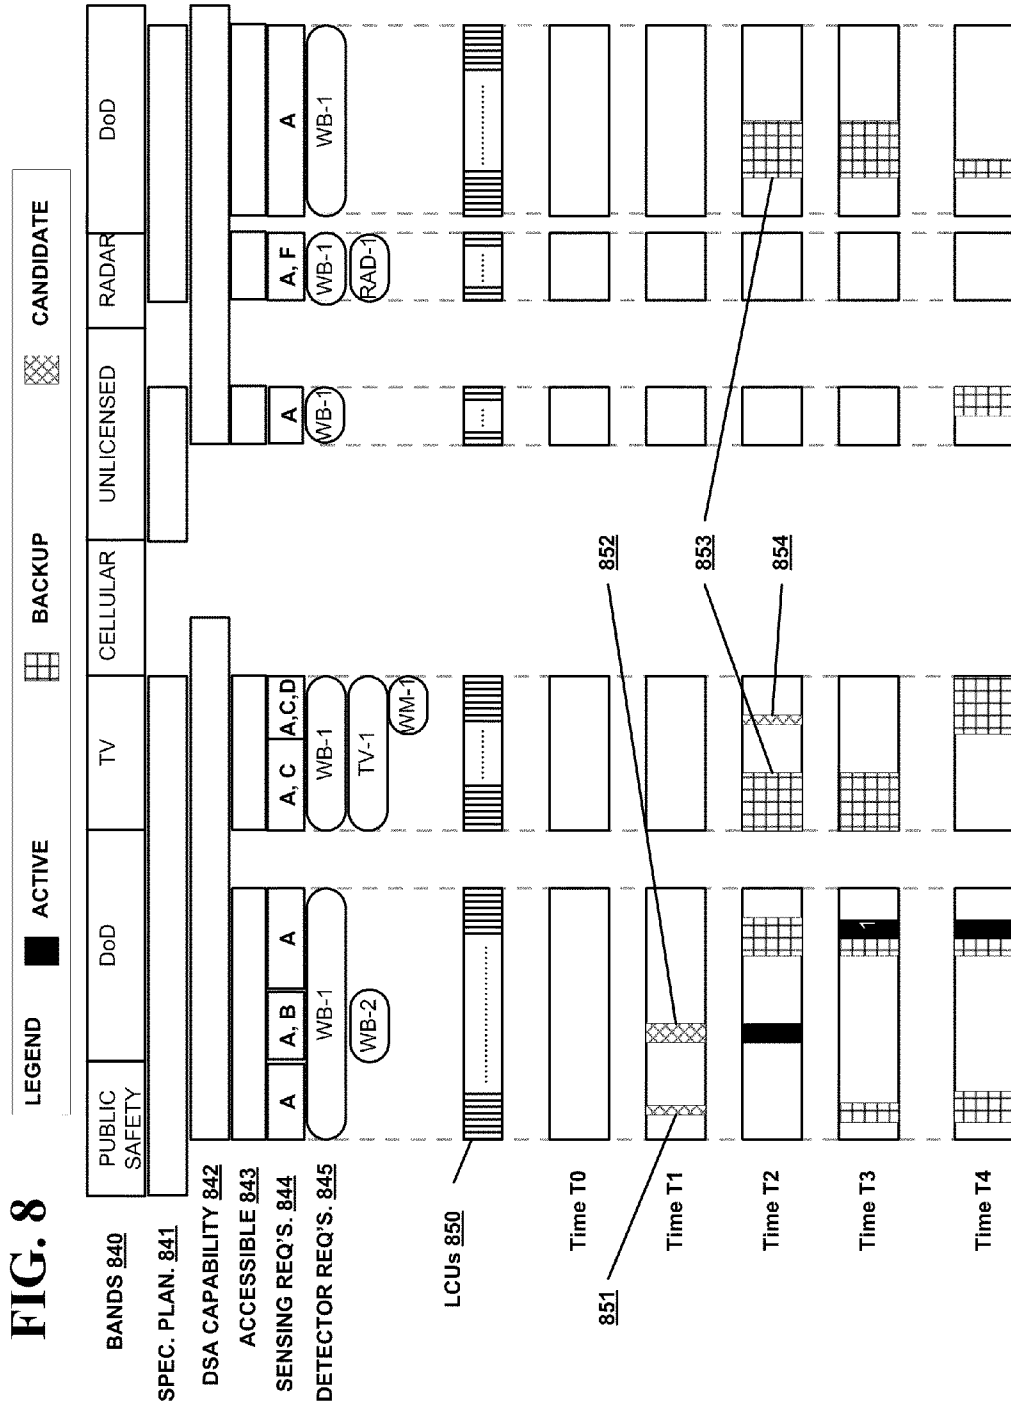 FIG. 8
LEGEND ACTIVE BACKUP CANDIDATE
BANDS 840
PUBLIC
SAFETY
DoD
TV
CELLULAR
UNLICENSED
RADAR
DoD
SPEC. PLAN. 841
DSA CAPABILITY 842
ACCESSIBLE 843
SENSING REQ'S. 844
A
A, B
A
A, C
A,C,D
A
A, F
A
DETECTOR REQ'S. 845
WB-1
WB-1
WB-1
WB-1
WB-1
WB-2
TV-1
RAD-1
WM-1
LCUs 850
Time T0
Time T1
Time T2
Time T3
1
Time T4
851
852
853
854